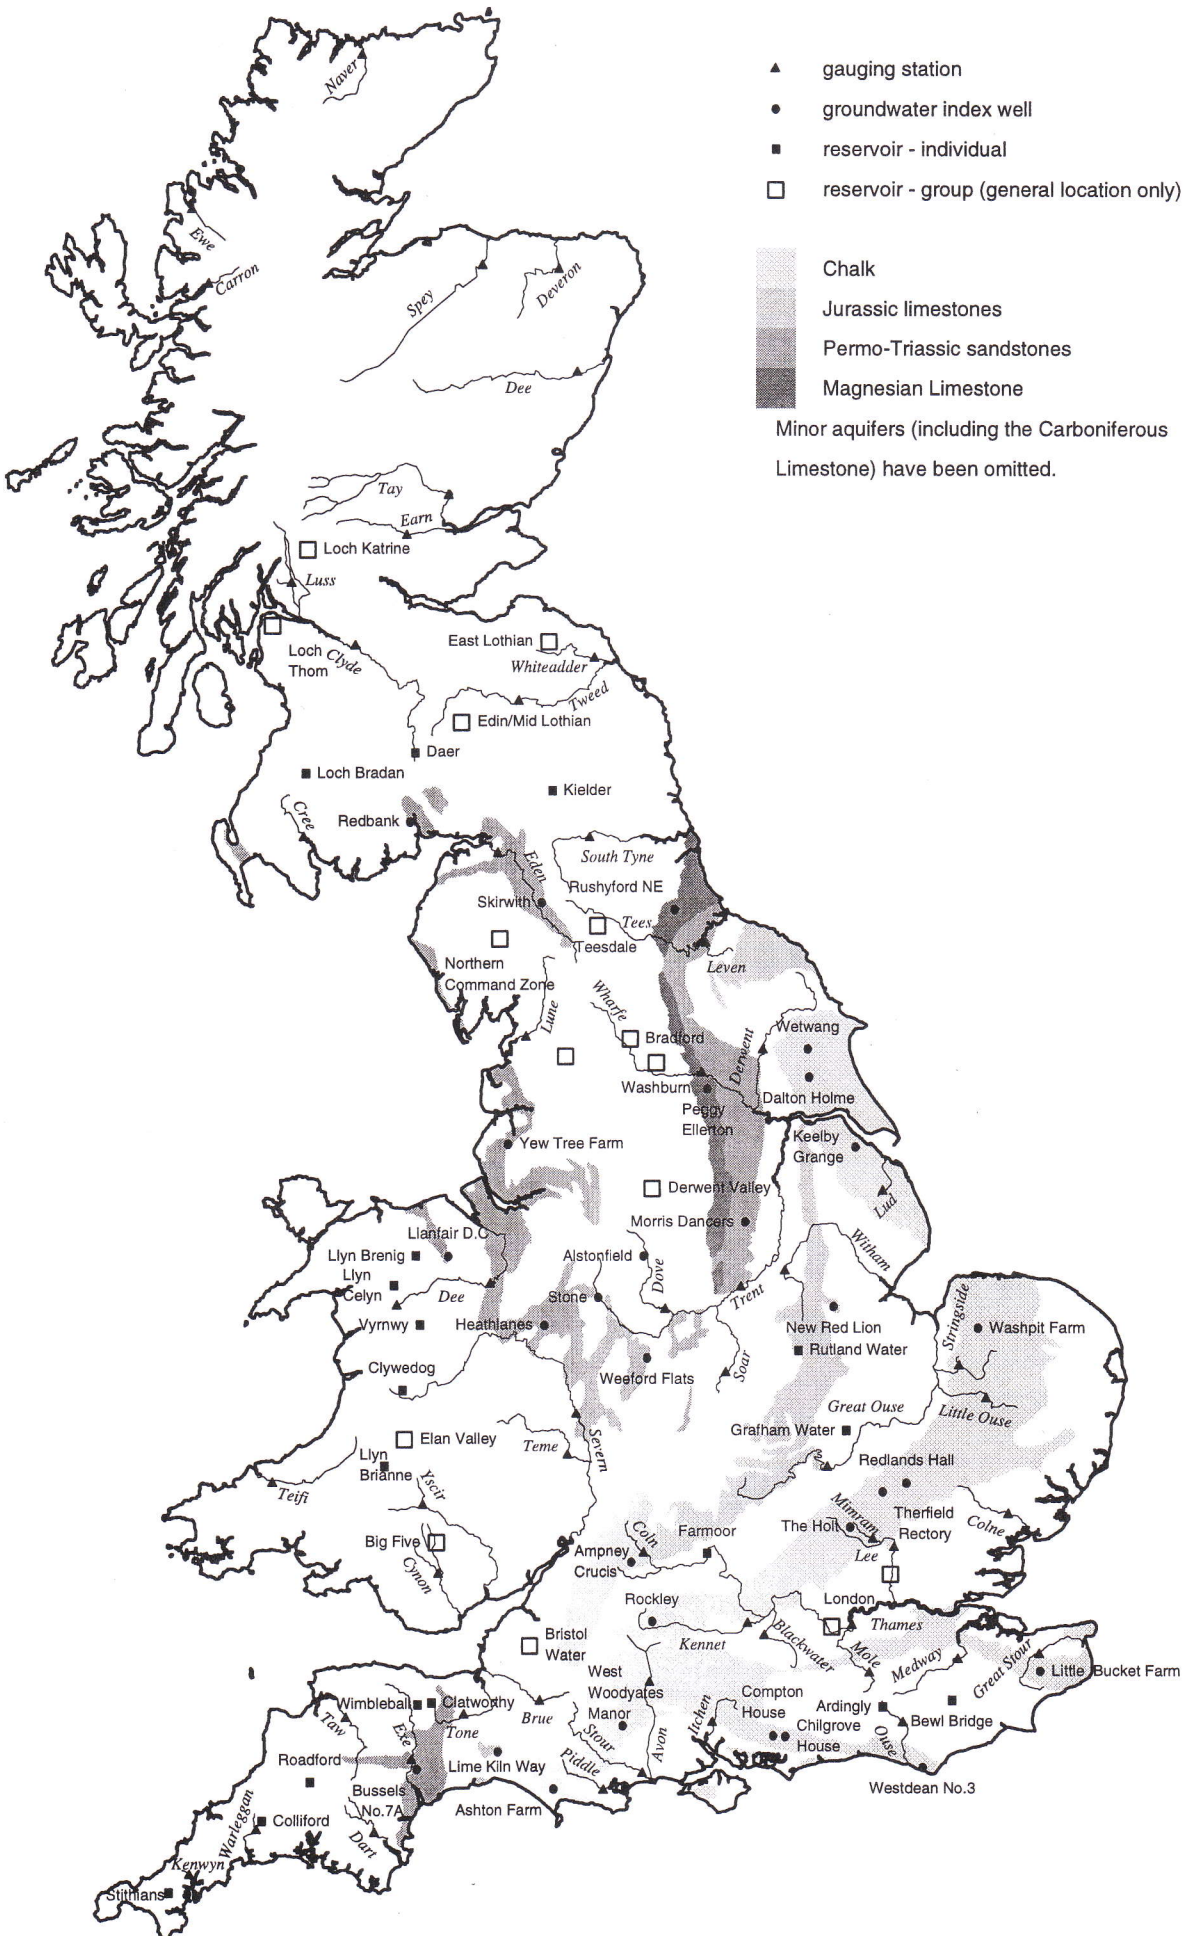 gauging station
groundwater index well
reservoir - individual
reservoir - group (general location only)
Chalk
Jurassic limestones
Permo-Triassic sandstones
Magnesian Limestone
Minor aquifers (including the Carboniferous
Limestone) have been omitted.
Naver
Ewe
Carron
Spey
Deveron
Dee
Tay
Earn
Loch Katrine
Luss
East Lothian
Loch
Thom
Clyde
Whiteadder
Tweed
Edin/Mid Lothian
Daer
Loch Bradan
Kielder
Cree
Redbank
Eden
South Tyne
Rushyford NE
Skirwith
Tees
Teesdale
Northern
Command Zone
Leven
Lune
Wharfe
Bradford
Derwent
Wetwang
Washburn
Dalton Holme
Peggy
Ellerton
Keelby
Grange
Yew Tree Farm
Derwent Valley
Lud
Morris Dancers
Llanfair D.C
Llyn Brenig
Alstonfield
Witham
Llyn
Celyn
Dee
Dove
Stone
Trent
Stringside
Vyrnwy
Heathlanes
New Red Lion
Washpit Farm
Rutland Water
Clywedog
Weeford Flats
Soar
Great Ouse
Little Ouse
Grafham Water
Elan Valley
Teme
Severn
Llyn
Brianne
Redlands Hall
Yscir
Teifi
Mimram
Therfield
Rectory
The Holt
Colne
Big Five
Coln
Farmoor
Lee
Ampney
Crucis
Cynon
London
Rockley
Thames
Bristol
Water
Kennet
Blackwater
Mole
Medway
Great Stour
Little Bucket Farm
West
Woodyates
Manor
Compton
House
Wimbleball
Clatworthy
Itchen
Ardingly
Bewl Bridge
Taw
Exe
Tone
Brue
Chilgrove
House
Stour
Avon
Ouse
Roadford
Lime Kiln Way
Piddle
Bussels
No.7A
Ashton Farm
Westdean No.3
Warleggan
Colliford
Dart
Kenwyn
Stithians